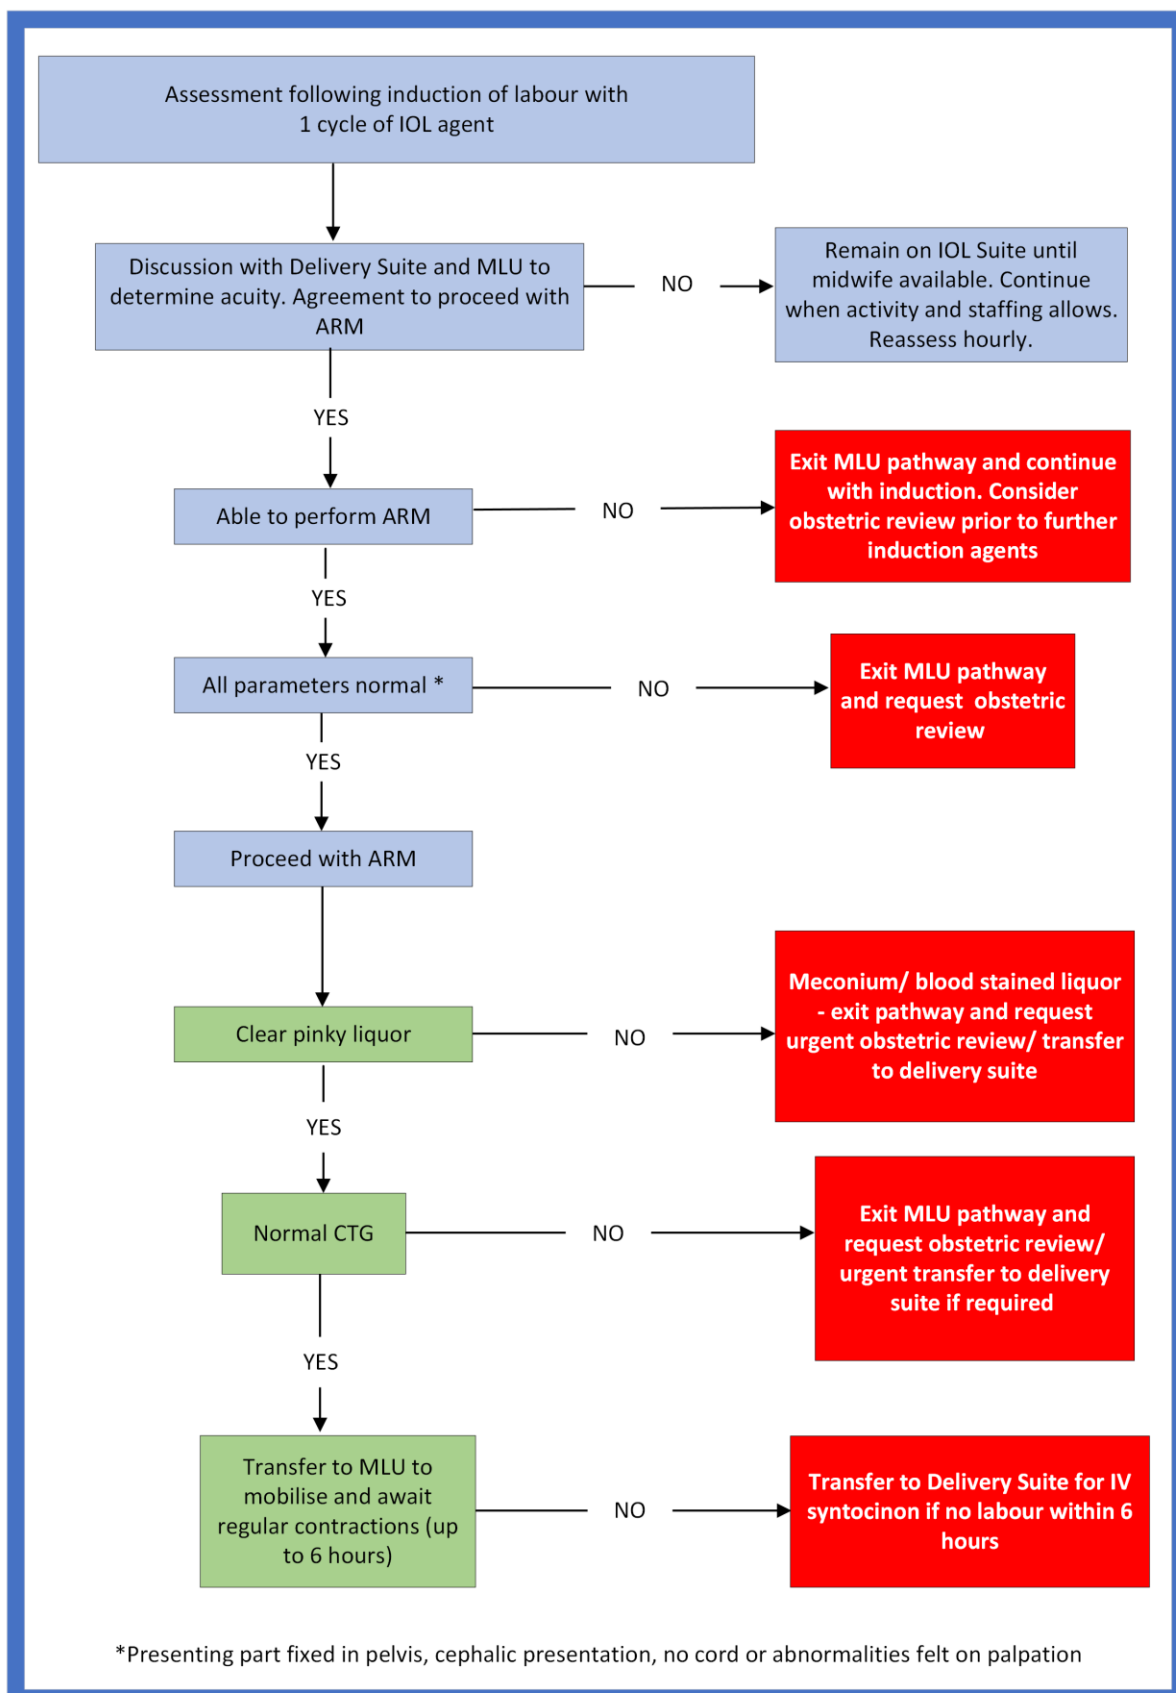 Assessment following induction of labour with
1 cycle of IOL agent
Discussion with Delivery Suite and MLU to
determine acuity. Agreement to proceed with
ARM
NO
Remain on IOL Suite until
midwife available. Continue
when activity and staffing allows.
Reassess hourly.
YES
Able to perform ARM
NO
Exit MLU pathway and continue
with induction. Consider
obstetric review prior to further
induction agents
YES
All parameters normal *
NO
Exit MLU pathway
and request obstetric
review
YES
Proceed with ARM
Clear pinky liquor
NO
Meconium/ blood stained liquor
- exit pathway and request
urgent obstetric review/ transfer
to delivery suite
YES
Normal CTG
NO
Exit MLU pathway and
request obstetric review/
urgent transfer to delivery
suite if required
YES
Transfer to MLU to
mobilise and await
regular contractions (up
to 6 hours)
NO
Transfer to Delivery Suite for IV
syntocinon if no labour within 6
hours
*Presenting part fixed in pelvis, cephalic presentation, no cord or abnormalities felt on palpation